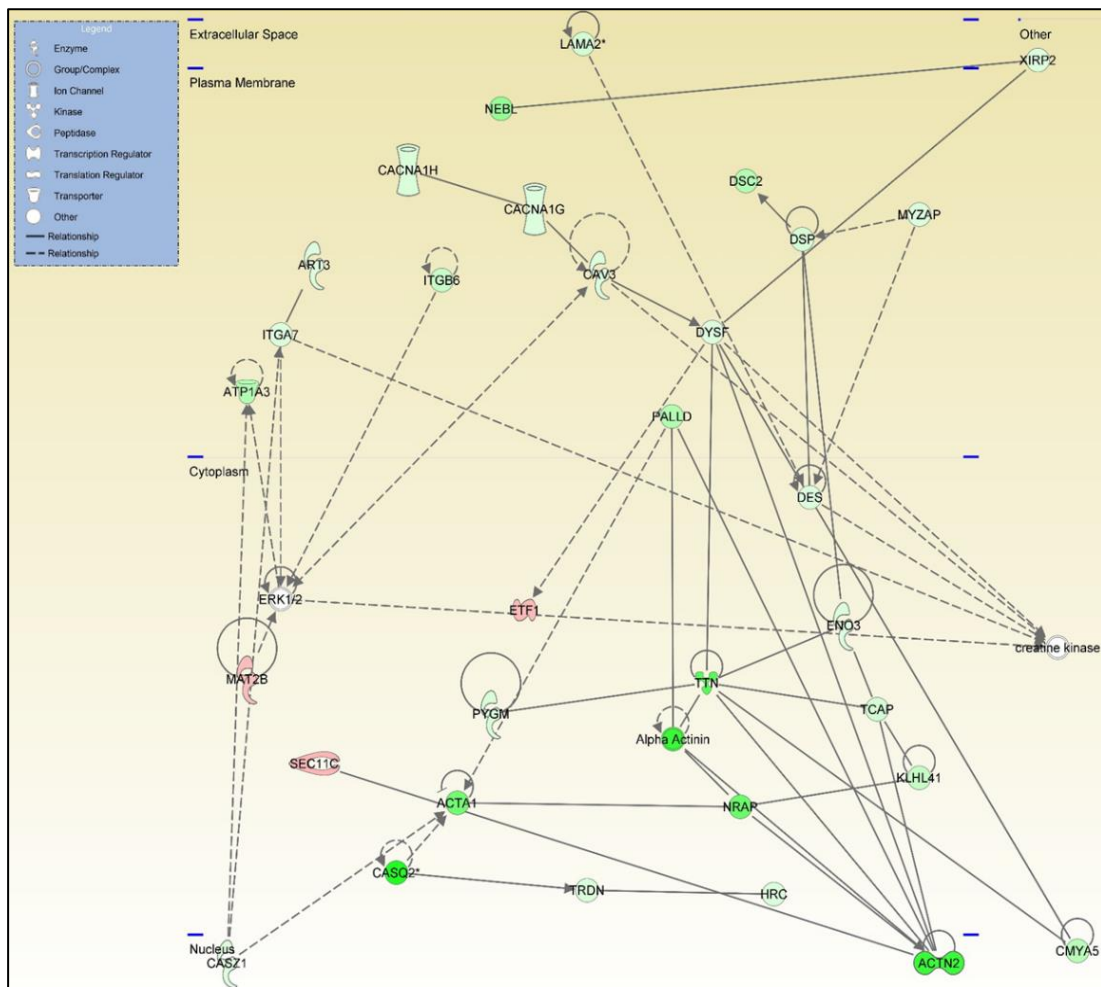 Legend
Enzyme
Group/Complex
Ion Channel
Kinase
Peptidase
Transcription Regulator
Translation Regulator
Transporter
Other
Relationship
Relationship
Extracellular Space
Other
LAMA2*
XIRP2
Plasma Membrane
NEBL
CACNA1H
DSC2
CACNA1G
MYZAP
DSP
ART3
ITGB6
CAV3
ITGA7
DYSF
ATP1A3
PALLD
Cytoplasm
DES
ERK1/2
ETF1
ENO3
creatine kinase
MAT2B
TTN
PYGM
TCAP
Alpha Actinin
SEC11C
KLHL41
ACTA1
NRAP
CASQ2*
TRDN
HRC
Nucleus
CASZ1
ACTN2
CMYA5